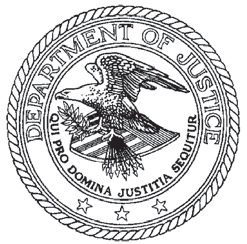 DEPARTMENT OF JUSTICE
QUI PRO DOMINA JUSTITIA SEQUITUR